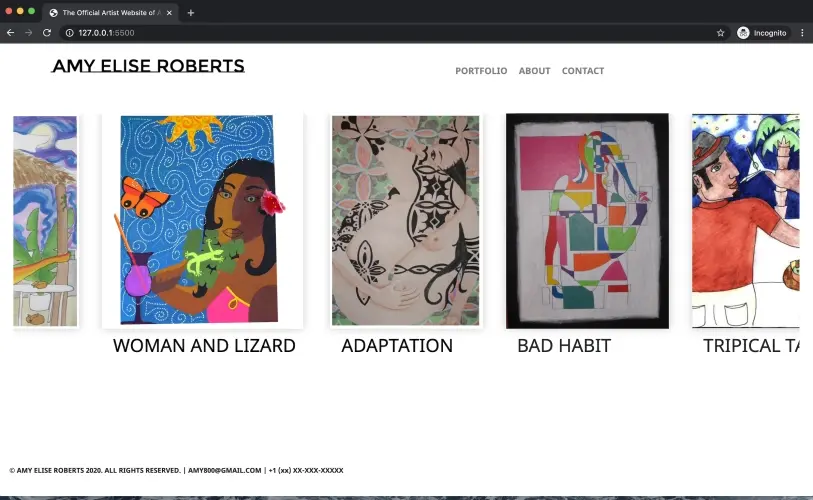 The Official Artist Website of A
127.0.0.1:5500
Incognito
AMY ELISE ROBERTS
PORTFOLIO ABOUT CONTACT
WOMAN AND LIZARD
ADAPTATION
BAD HABIT
TRIPICAL TA
© AMY ELISE ROBERTS 2020. ALL RIGHTS RESERVED. | AMY800@GMAIL.COM | +1 (xx) XX-XXX-XXXXX